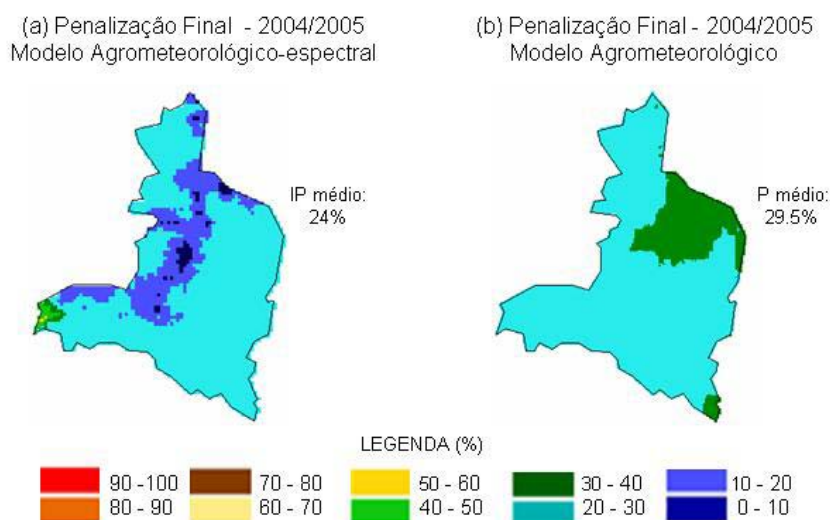 (a) Penalização Final - 2004/2005
Modelo Agrometeorológico-espectral
(b) Penalização Final - 2004/2005
Modelo Agrometeorológico
IP médio:
24%
P médio:
29.5%
LEGENDA (%)
90 - 100
70 - 80
50 - 60
30 - 40
10 - 20
80 - 90
60 - 70
40 - 50
20 - 30
0 - 10